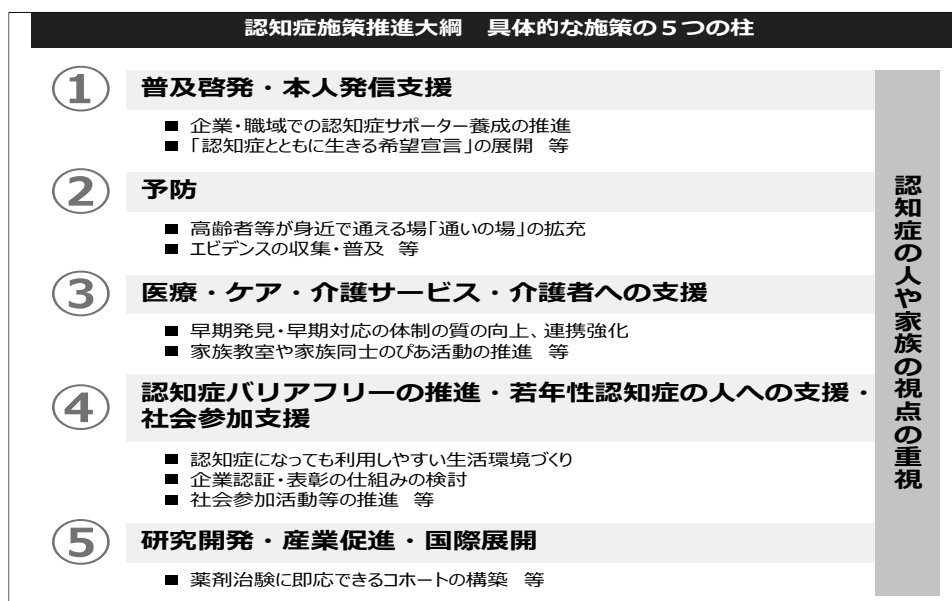 認知症施策推進大綱　具体的な施策の５つの柱
① 普及啓発・本人発信支援
■ 企業・職域での認知症サポーター養成の推進
■ 「認知症とともに生きる希望宣言」の展開　等
② 予防
■ 高齢者等が身近で通える場「通いの場」の拡充
■ エビデンスの収集・普及　等
③ 医療・ケア・介護サービス・介護者への支援
■ 早期発見・早期対応の体制の質の向上、連携強化
■ 家族教室や家族同士のぴあ活動の推進　等
④ 認知症バリアフリーの推進・若年性認知症の人への支援・
社会参加支援
■ 認知症になっても利用しやすい生活環境づくり
■ 企業認証・表彰の仕組みの検討
■ 社会参加活動等の推進　等
⑤ 研究開発・産業促進・国際展開
■ 薬剤治験に即応できるコホートの構築　等
認知症の人や家族の視点の重視